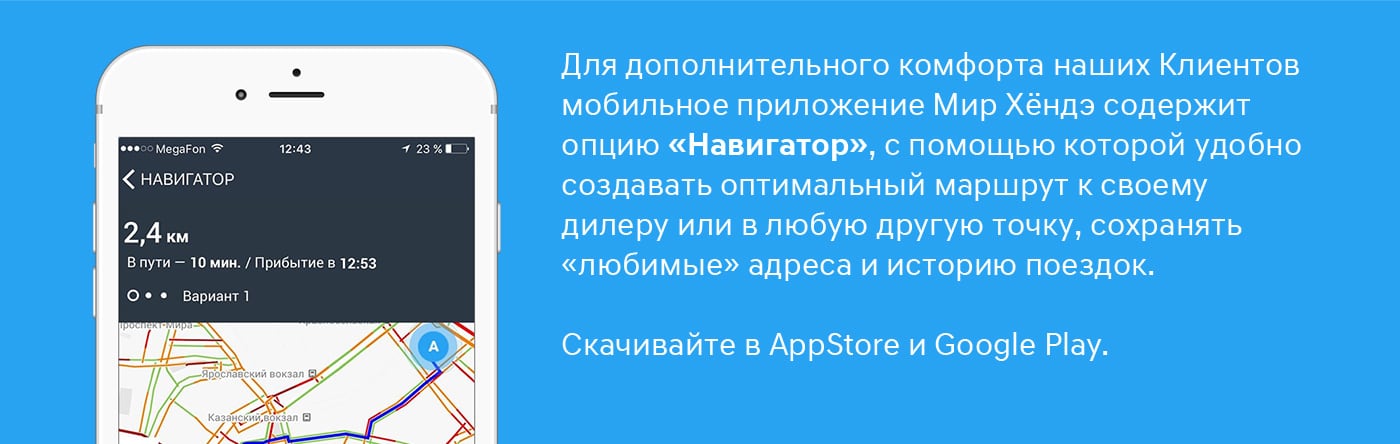 MegaFon 12:43 23 %
НАВИГАТОР
2,4 км
В пути — 10 мин. / Прибытие в 12:53
Вариант 1
проспект Мира
A
Ярославский вокзал
Казанский вокзал
Для дополнительного комфорта наших Клиентов
мобильное приложение Мир Хёндэ содержит
опцию «Навигатор», с помощью которой удобно
создавать оптимальный маршрут к своему
дилеру или в любую другую точку, сохранять
«любимые» адреса и историю поездок.
Скачивайте в AppStore и Google Play.